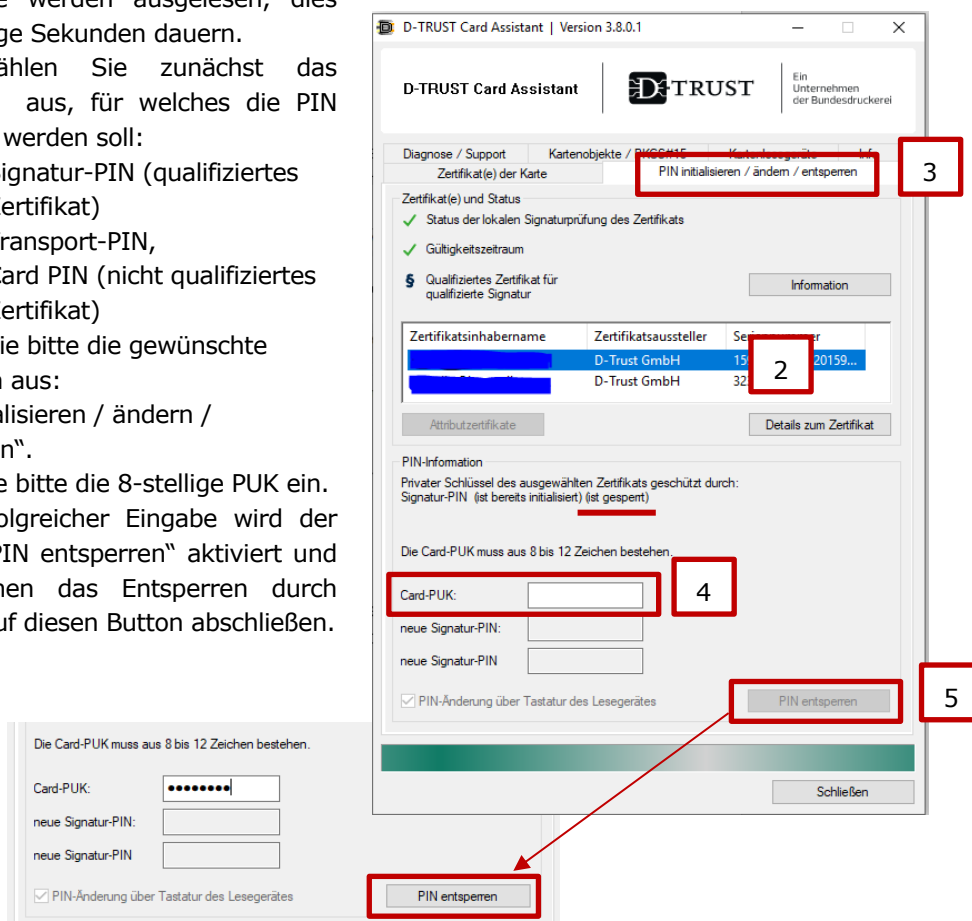 werden ausgelesen, dies
ge Sekunden dauern.
ählen Sie zunächst das
aus, für welches die PIN
werden soll:
ignatur-PIN (qualifiziertes
ertifikat)
ransport-PIN,
ard PIN (nicht qualifiziertes
ertifikat)
ie bitte die gewünschte
aus:
alisieren / ändern /
n“.
e bitte die 8-stellige PUK ein.
olgreicher Eingabe wird der
PIN entsperren“ aktiviert und
nen das Entsperren durch
uf diesen Button abschließen.
D-TRUST Card Assistant | Version 3.8.0.1
D-TRUST Card Assistant
D-TRUST
Ein
Unternehmen
der Bundesdruckerei
Diagnose / Support Kartenobjekte / PKCS#15 Kartenlesegeräte Info
Zertifikat(e) der Karte PIN initialisieren / ändern / entsperren
3
Zertifikat(e) und Status
Status der lokalen Signaturprüfung des Zertifikats
Gültigkeitszeitraum
§ Qualifiziertes Zertifikat für
qualifizierte Signatur
Information
Zertifikatsinhabername Zertifikatsaussteller
D-Trust GmbH 20159...
D-Trust GmbH
2
Attributzertifikate Details zum Zertifikat
PIN-Information
Privater Schlüssel des ausgewählten Zertifikats geschützt durch:
Signatur-PIN (ist bereits initialisiert) (ist gesperrt)
Die Card-PUK muss aus 8 bis 12 Zeichen bestehen.
Card-PUK:
4
neue Signatur-PIN:
neue Signatur-PIN
PIN-Änderung über Tastatur des Lesegerätes PIN entsperren
5
Schließen
Die Card-PUK muss aus 8 bis 12 Zeichen bestehen.
Card-PUK: ●●●●●●●●
neue Signatur-PIN:
neue Signatur-PIN
PIN-Änderung über Tastatur des Lesegerätes PIN entsperren